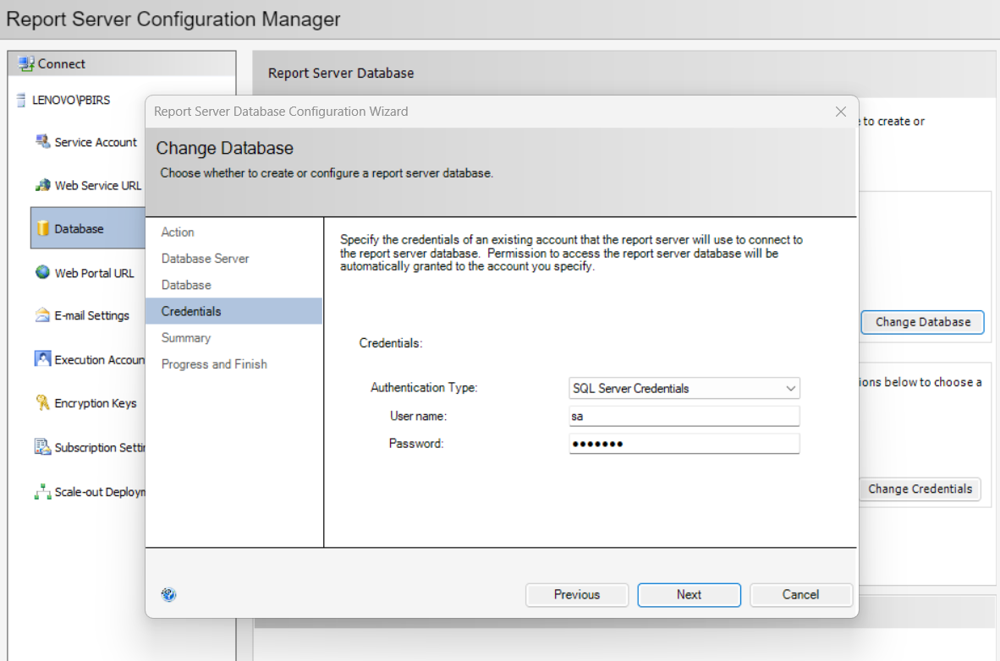 Report Server Configuration Manager
Connect
LENOVO\PBIRS
Service Account
Web Service URL
Database
Web Portal URL
E-mail Settings
Execution Accoun
Encryption Keys
Subscription Settin
Scale-out Deploym
Report Server Database
e to create or
Change Database
ions below to choose a
Change Credentials
Report Server Database Configuration Wizard
Change Database
Choose whether to create or configure a report server database.
Action
Database Server
Database
Credentials
Summary
Progress and Finish
Specify the credentials of an existing account that the report server will use to connect to
the report server database. Permission to access the report server database will be
automatically granted to the account you specify.
Credentials:
Authentication Type: SQL Server Credentials
User name: sa
Password: ●●●●●●●
Previous Next Cancel